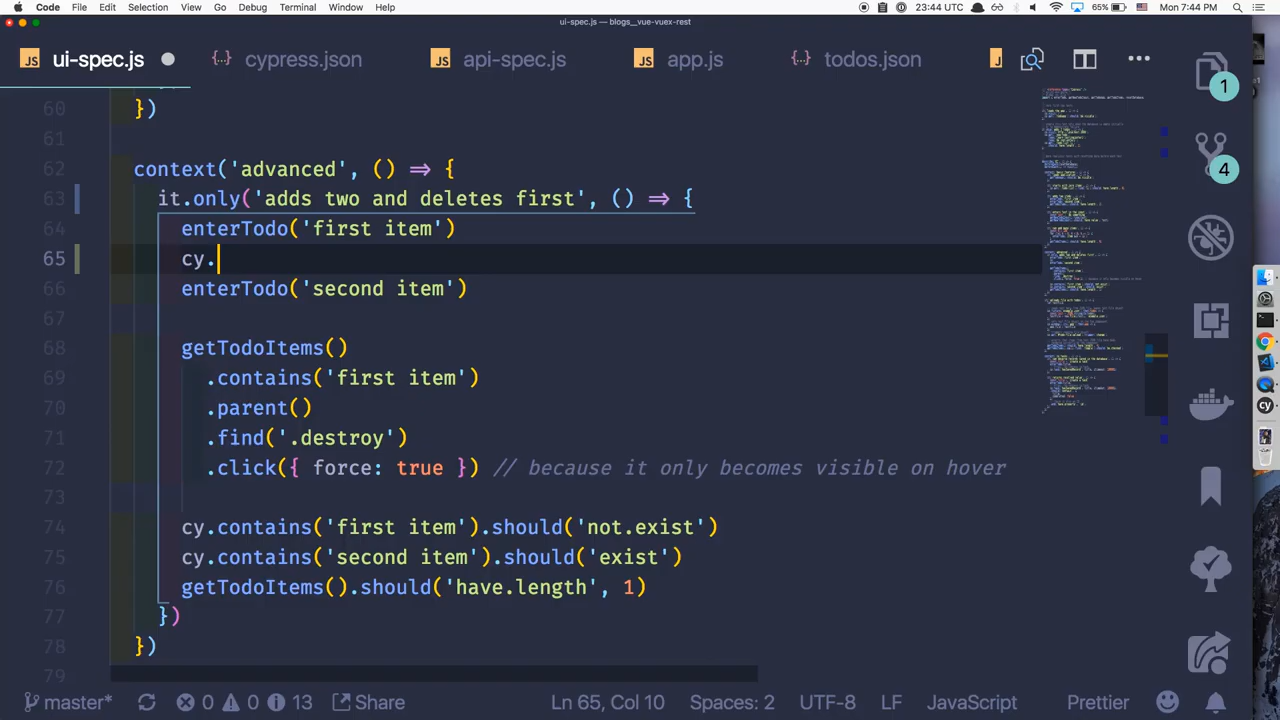 Code File Edit Selection View Go Debug Terminal Window Help 23:44 UTC 65% Mon 7:44 PM
ui-spec.js — blogs__vue-vuex-rest
JS ui-spec.js {··} cypress.json JS api-spec.js JS app.js {··} todos.json
1
4
cy
60 })
61
62 context('advanced', () => {
63 it.only('adds two and deletes first', () => {
64 enterTodo('first item')
65 cy.
66 enterTodo('second item')
67
68 getTodoItems()
69 .contains('first item')
70 .parent()
71 .find('.destroy')
72 .click({ force: true }) // because it only becomes visible on hover
73
74 cy.contains('first item').should('not.exist')
75 cy.contains('second item').should('exist')
76 getTodoItems().should('have.length', 1)
77 })
78 })
79
master* 0 0 13 Share Ln 65, Col 10 Spaces: 2 UTF-8 LF JavaScript Prettier